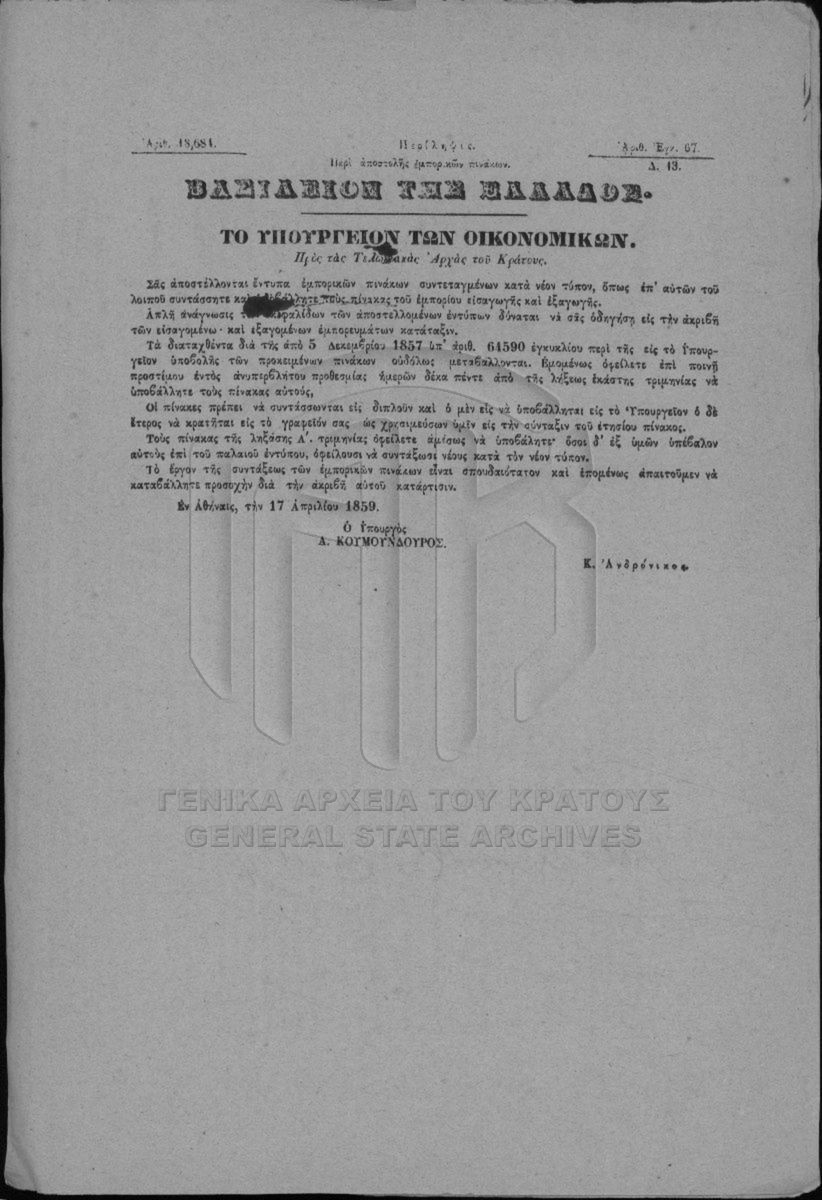 Ἀριθ. 18,681.
Περίληψις.
Ἀριθ. Ἐγκ. 67.
Δ. 13.
Περὶ ἀποστολῆς ἐμπορικῶν πινάκων.
ΒΑΣΙΛΕΙΟΝ ΤΗΣ ΕΛΛΑΔΟΣ.
ΤΟ ΥΠΟΥΡΓΕΙΟΝ ΤΩΝ ΟΙΚΟΝΟΜΙΚΩΝ.
Πρὸς τὰς Τελωνιακὰς Ἀρχὰς τοῦ Κράτους.
Σᾶς ἀποστέλλονται ἔντυπα ἐμπορικῶν πινάκων συντεταγμένων κατὰ νέον τύπον, ὅπως ἐπ' αὐτῶν τοῦ
λοιποῦ συντάσσητε καὶ τοὺς πίνακας τοῦ ἐμπορίου εἰσαγωγῆς καὶ ἐξαγωγῆς.
Ἁπλῆ ἀνάγνωσις τῶν ἀποστελλομένων ἐντύπων δύναται νὰ σᾶς ὁδηγήσῃ εἰς τὴν ἀκριβῆ
τῶν εἰσαγομένω· καὶ ἐξαγομένων ἐμπορευμάτων κατάταξιν.
Τὰ διαταχθέντα διὰ τῆς ἀπὸ 5 Δεκεμβρίου 1857 ὑπ' ἀριθ. 64590 ἐγκυκλίου περὶ τῆς εἰς τὸ Ὑπουρ-
γεῖον ὑποβολῆς τῶν προκειμένων πινάκων οὐδόλως μεταβάλλονται. Ἑπομένως ὀφείλετε ἐπὶ ποινῇ
προστίμου ἐντὸς ἀνυπερβλήτου προθεσμίας ἡμερῶν δέκα πέντε ἀπὸ τῆς λήξεως ἑκάστης τριμηνίας νὰ
ὑποβάλλητε τοὺς πίνακας αὐτούς,
Οἱ πίνακες πρέπει νὰ συντάσσωνται εἰς διπλοῦν καὶ ὁ μὲν εἷς νὰ ὑποβάλληται εἰς τὸ Ὑπουργεῖον ὁ δὲ
ἕτερος νὰ κρατῆται εἰς τὸ γραφεῖόν σας ὡς χρησιμεύσων ὑμῖν εἰς τὴν σύνταξιν τοῦ ἐτησίου πίνακος.
Τοὺς πίνακας τῆς ληξάσης Α΄. τριμηνίας ὀφείλετε ἀμέσως νὰ ὑποβάλητε· ὅσοι δ' ἐξ ὑμῶν ὑπέβαλον
αὐτοὺς ἐπὶ τοῦ παλαιοῦ ἐντύπου, ὀφείλουσι νὰ συντάξωσι νέους κατὰ τὸν νέον τύπον.
Τὸ ἔργον τῆς συντάξεως τῶν ἐμπορικῶν πινάκων εἶναι σπουδαιότατον καὶ ἑπομένως ἀπαιτοῦμεν νὰ
καταβάλλητε προσοχὴν διὰ τὴν ἀκριβῆ αὐτοῦ κατάρτισιν.
Ἐν Ἀθήναις, τὴν 17 Ἀπριλίου 1859.
Ὁ Ὑπουργὸς
Α. ΚΟΥΜΟΥΝΔΟΥΡΟΣ.
Κ. Ἀνδρόνικος
ΓΕΝΙΚΑ ΑΡΧΕΙΑ ΤΟΥ ΚΡΑΤΟΥΣ
GENERAL STATE ARCHIVES